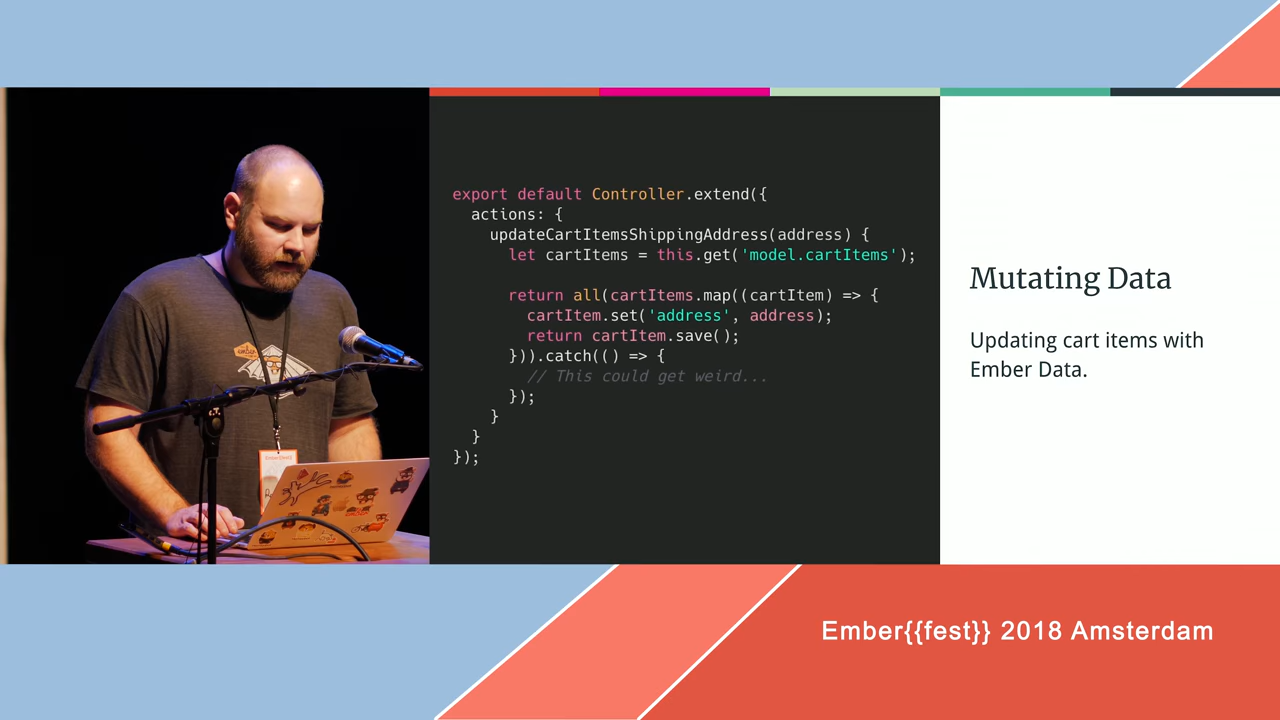 export default Controller.extend({
actions: {
updateCartItemsShippingAddress(address) {
let cartItems = this.get('model.cartItems');
return all(cartItems.map((cartItem) => {
cartItem.set('address', address);
return cartItem.save();
})).catch(() => {
// This could get weird...
});
}
}
});
Mutating Data
Updating cart items with
Ember Data.
ember
Ember{{fest}} 2018 Amsterdam